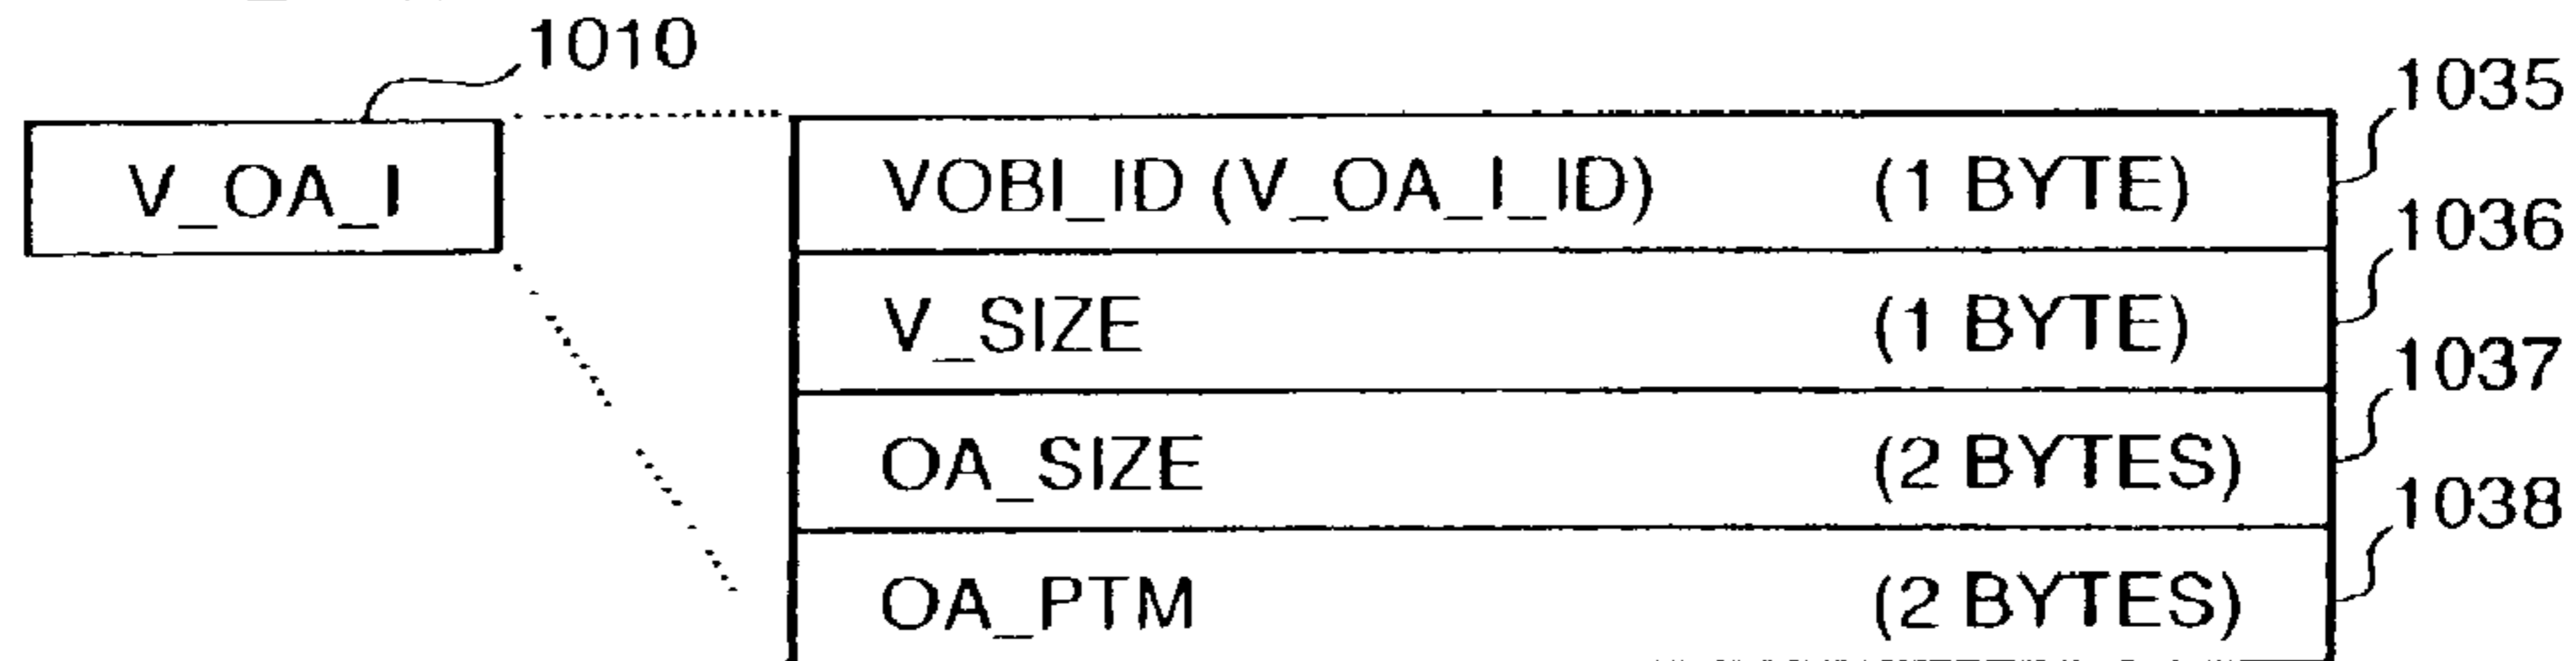 1010
V_OA_I
VOBI_ID (V_OA_I_ID) (1 BYTE) 1035
V_SIZE (1 BYTE) 1036
OA_SIZE (2 BYTES) 1037
OA_PTM (2 BYTES) 1038